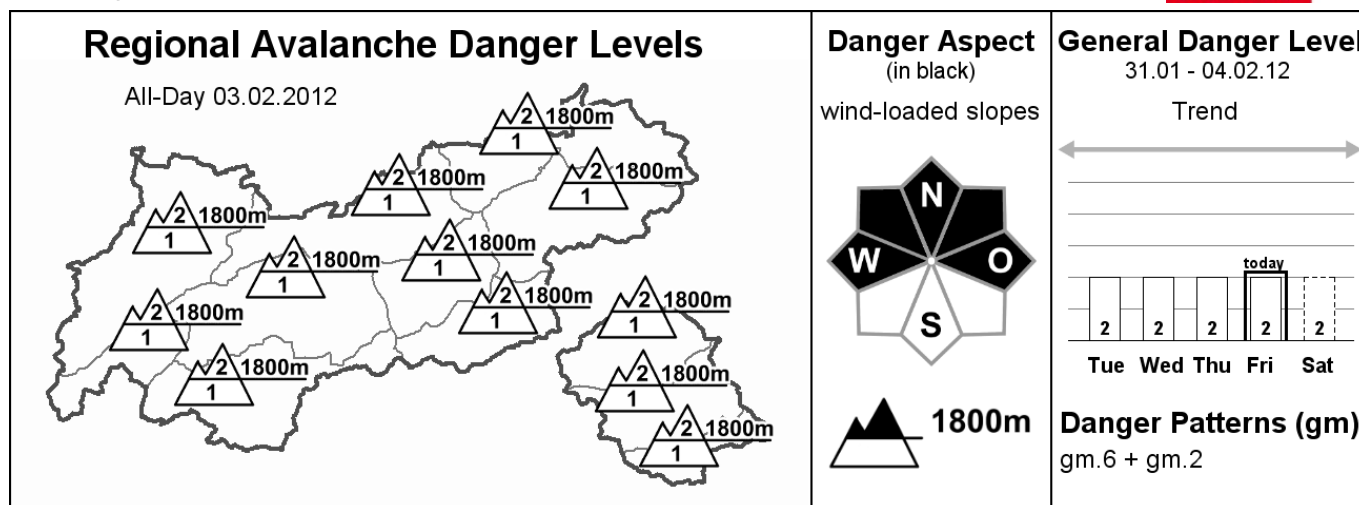 Regional Avalanche Danger Levels
All-Day 03.02.2012
2 1800m
1
2 1800m
1
2 1800m
1
2 1800m
1
2 1800m
1
2 1800m
1
2 1800m
1
2 1800m
1
2 1800m
1
2 1800m
1
2 1800m
1
2 1800m
1
Danger Aspect
(in black)
wind-loaded slopes
N
W O
S
1800m
General Danger Level
31.01 - 04.02.12
Trend
today
2 2 2 2 2
Tue Wed Thu Fri Sat
Danger Patterns (gm)
gm.6 + gm.2